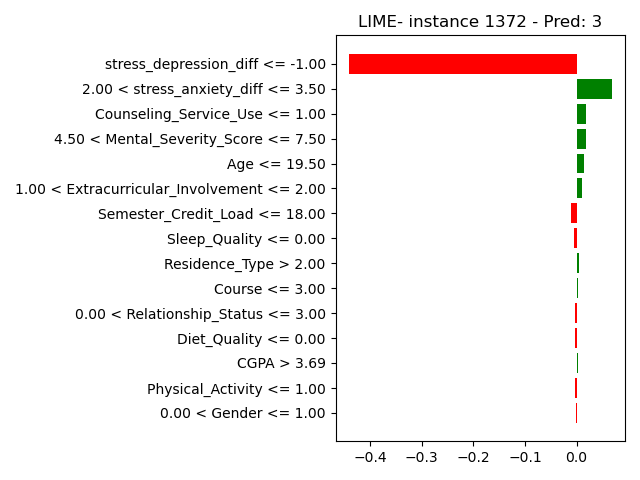 LIME- instance 1372 - Pred: 3
stress_depression_diff <= -1.00
2.00 < stress_anxiety_diff <= 3.50
Counseling_Service_Use <= 1.00
4.50 < Mental_Severity_Score <= 7.50
Age <= 19.50
1.00 < Extracurricular_Involvement <= 2.00
Semester_Credit_Load <= 18.00
Sleep_Quality <= 0.00
Residence_Type > 2.00
Course <= 3.00
0.00 < Relationship_Status <= 3.00
Diet_Quality <= 0.00
CGPA > 3.69
Physical_Activity <= 1.00
0.00 < Gender <= 1.00
−0.4 −0.3 −0.2 −0.1 0.0